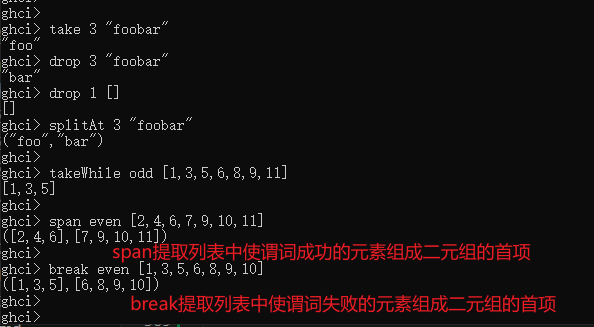 ghci>
ghci>
ghci> take 3 "foobar"
"foo"
ghci> drop 3 "foobar"
"bar"
ghci> drop 1 []
[]
ghci> splitAt 3 "foobar"
("foo","bar")
ghci>
ghci> takeWhile odd [1,3,5,6,8,9,11]
[1,3,5]
ghci>
ghci> span even [2,4,6,7,9,10,11]
([2,4,6],[7,9,10,11])
ghci> span提取列表中使谓词成功的元素组成二元组的首项
ghci> break even [1,3,5,6,8,9,10]
([1,3,5],[6,8,9,10])
ghci> break提取列表中使谓词失败的元素组成二元组的首项
ghci>